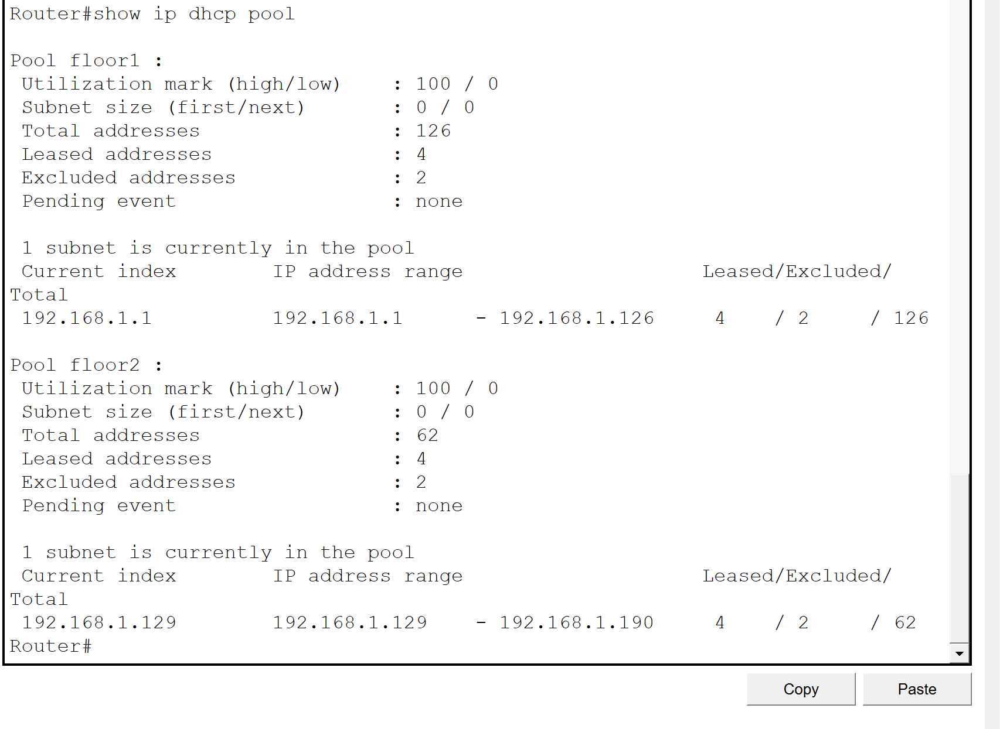 Router#show ip dhcp pool
Pool floor1 :
Utilization mark (high/low) : 100 / 0
Subnet size (first/next) : 0 / 0
Total addresses : 126
Leased addresses : 4
Excluded addresses : 2
Pending event : none
1 subnet is currently in the pool
Current index IP address range Leased/Excluded/
Total
192.168.1.1 192.168.1.1 - 192.168.1.126 4 / 2 / 126
Pool floor2 :
Utilization mark (high/low) : 100 / 0
Subnet size (first/next) : 0 / 0
Total addresses : 62
Leased addresses : 4
Excluded addresses : 2
Pending event : none
1 subnet is currently in the pool
Current index IP address range Leased/Excluded/
Total
192.168.1.129 192.168.1.129 - 192.168.1.190 4 / 2 / 62
Router#
Copy Paste